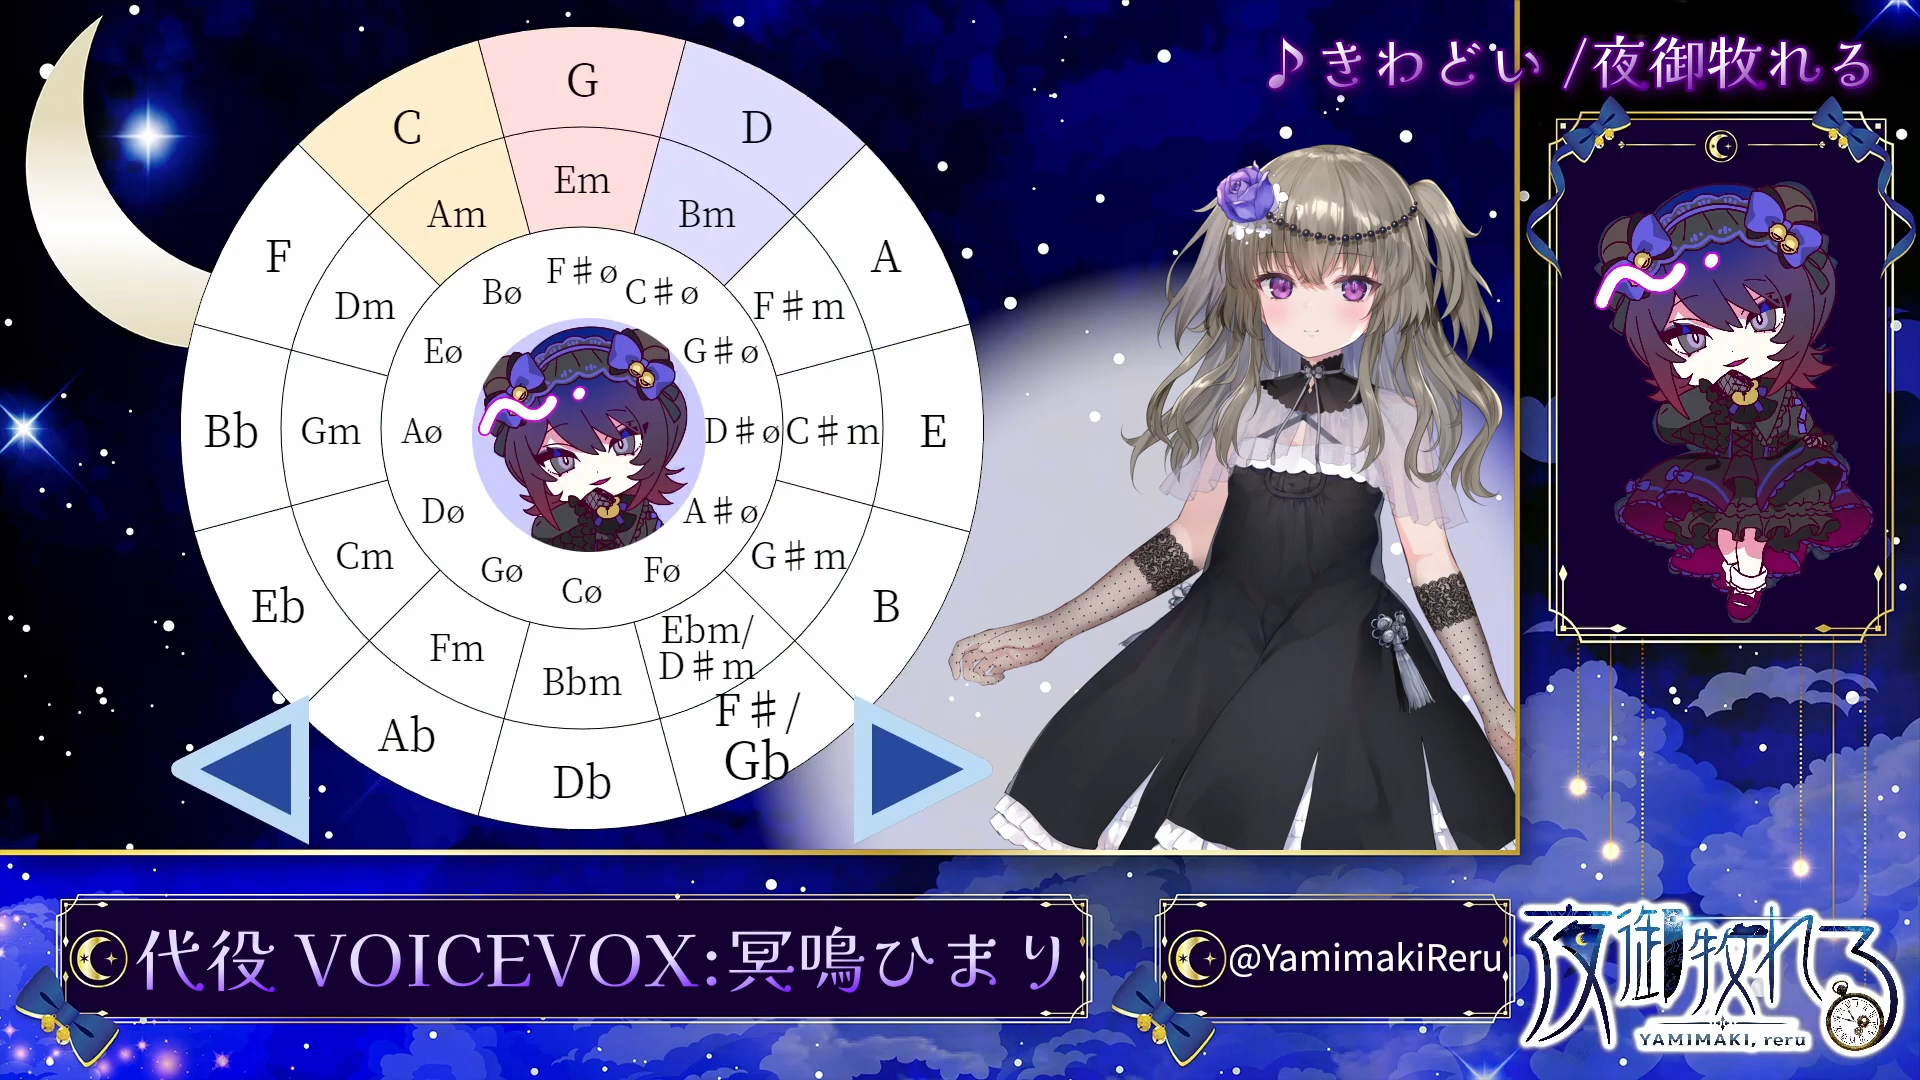 ♪きわどい /夜御牧れる
G
C
D
Em
Am
Bm
F
A
F♯ø
Bø
C♯ø
Dm
F♯m
Eø
G♯ø
Bb
Gm
Aø
D♯ø
C♯m
E
Dø
A♯ø
Cm
G♯m
Gø
Fø
Cø
Eb
B
Fm
Ebm/
D♯m
Bbm
Ab
F♯/
Gb
Db
代役 VOICEVOX:冥鳴ひまり
@YamimakiReru
夜御牧れる
YAMIMAKI, reru